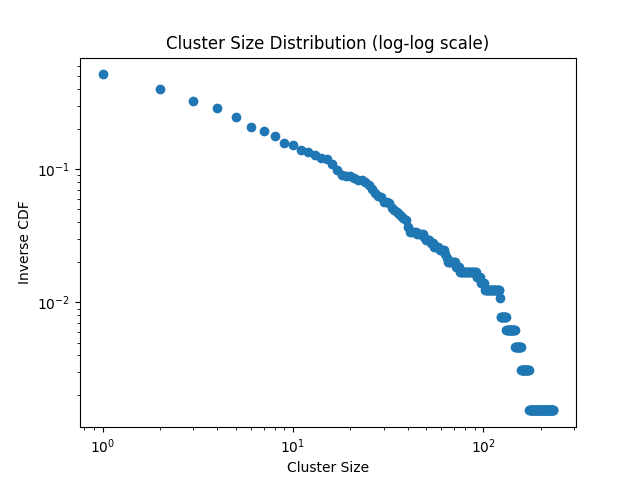 Cluster Size Distribution (log-log scale)
Inverse CDF
10⁻¹
10⁻²
10⁰
10¹
10²
Cluster Size